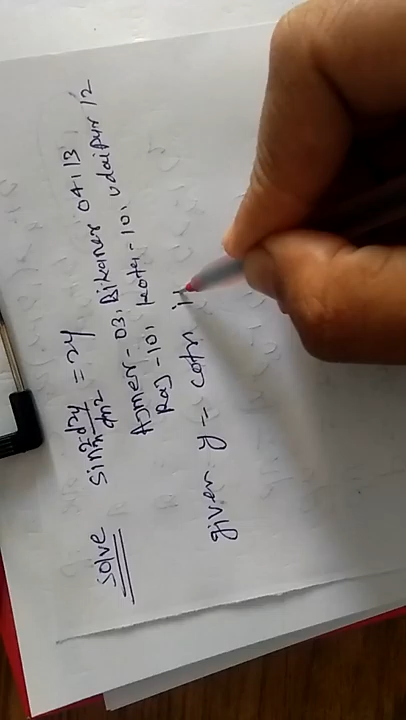 solve sin²x d²y/dx² = 2y
Ajmer - 03, Bikaner 04, 13,
Raj - 10, Kota - 10, Udaipur 12
given y = cotx i